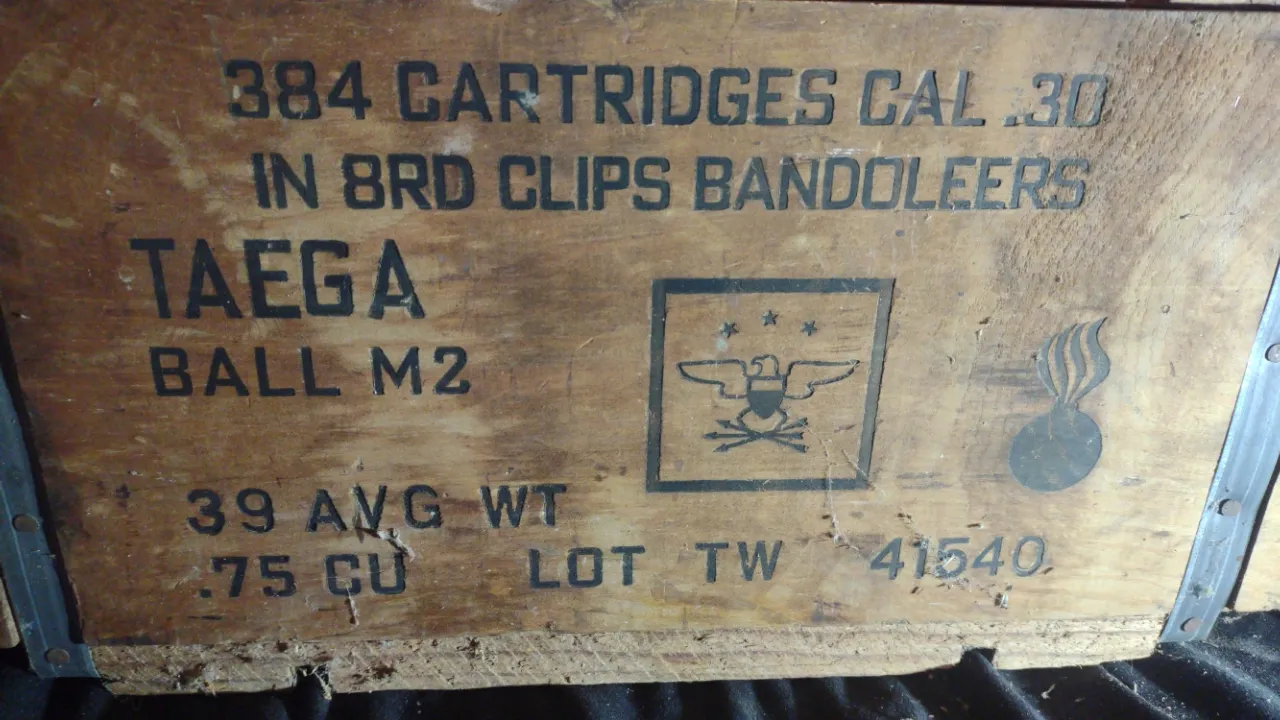 384 CARTRIDGES CAL .30
IN 8RD CLIPS BANDOLEERS
TAEGA
BALL M2
39 AVG WT
.75 CU LOT TW 41540